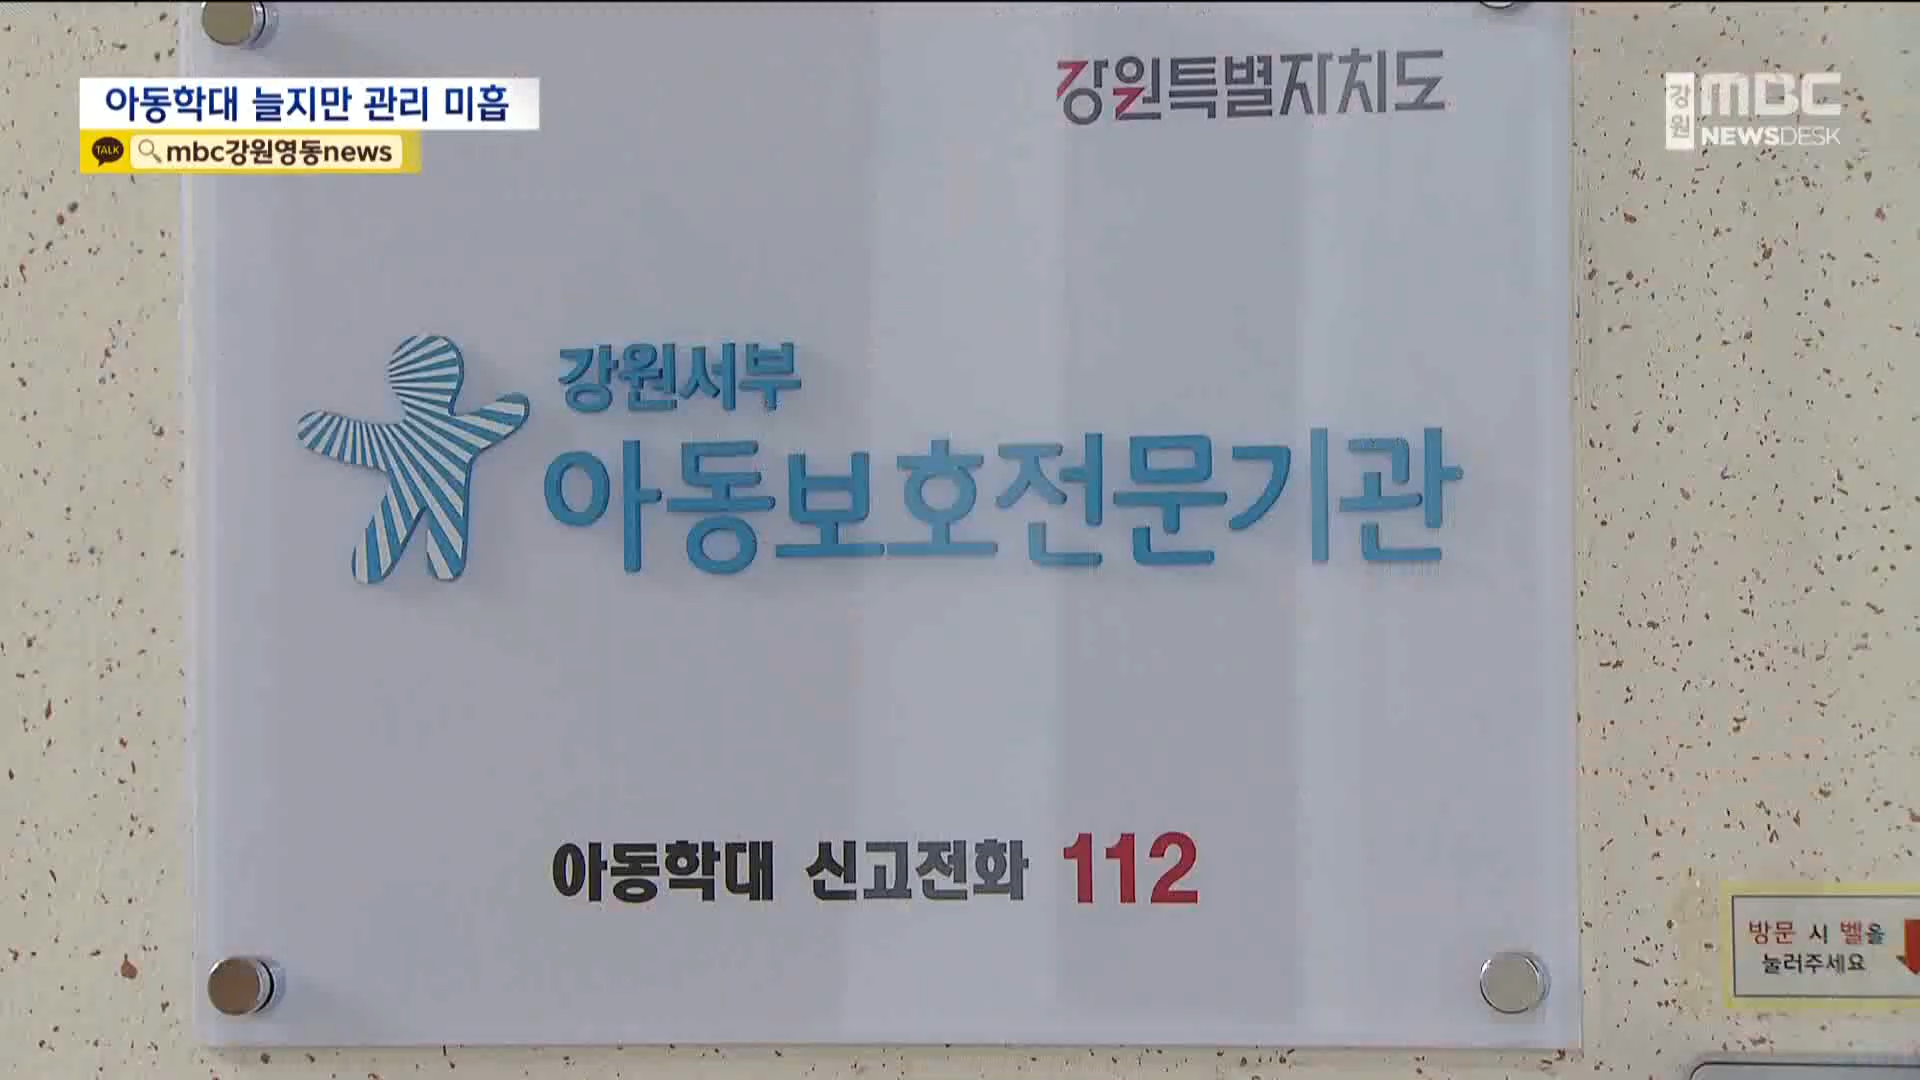 아동학대 늘지만 관리 미흡
TALK mbc강원영동news
강원특별자치도
강원 MBC
NEWSDESK
강원서부
아동보호전문기관
아동학대 신고전화 112
방문 시 벨을
눌러주세요